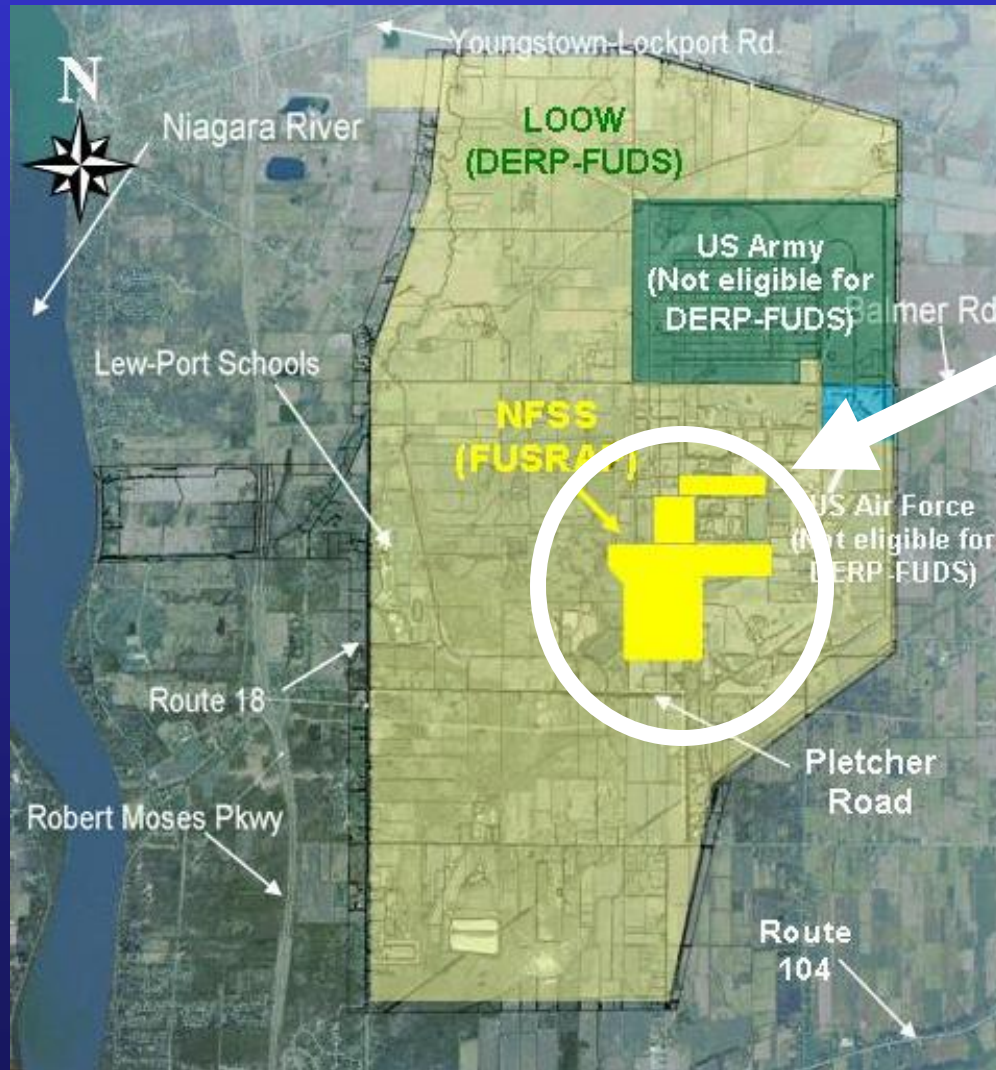 Youngstown-Lockport Rd.
N
Niagara River
LOOW
(DERP-FUDS)
US Army
(Not eligible for
DERP-FUDS)
Balmer Rd
Lew-Port Schools
NFSS
(FUSRAP)
US Air Force
(Not eligible for
DERP-FUDS)
Route 18
Pletcher
Road
Robert Moses Pkwy
Route
104